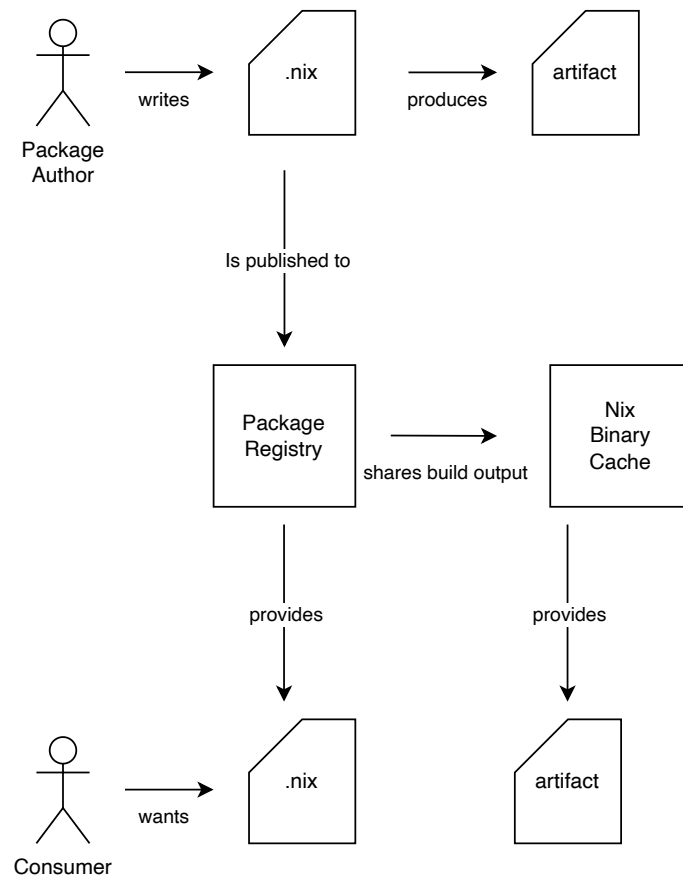 .nix
artifact
writes
produces
Package
Author
Is published to
Package
Registry
Nix
Binary
Cache
shares build output
provides
provides
.nix
artifact
wants
Consumer